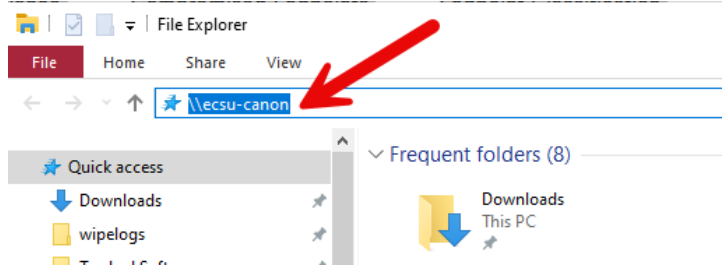 File Explorer
File
Home
Share
View
\\ecsu-canon
Quick access
Downloads
wipelogs
Frequent folders (8)
Downloads
This PC